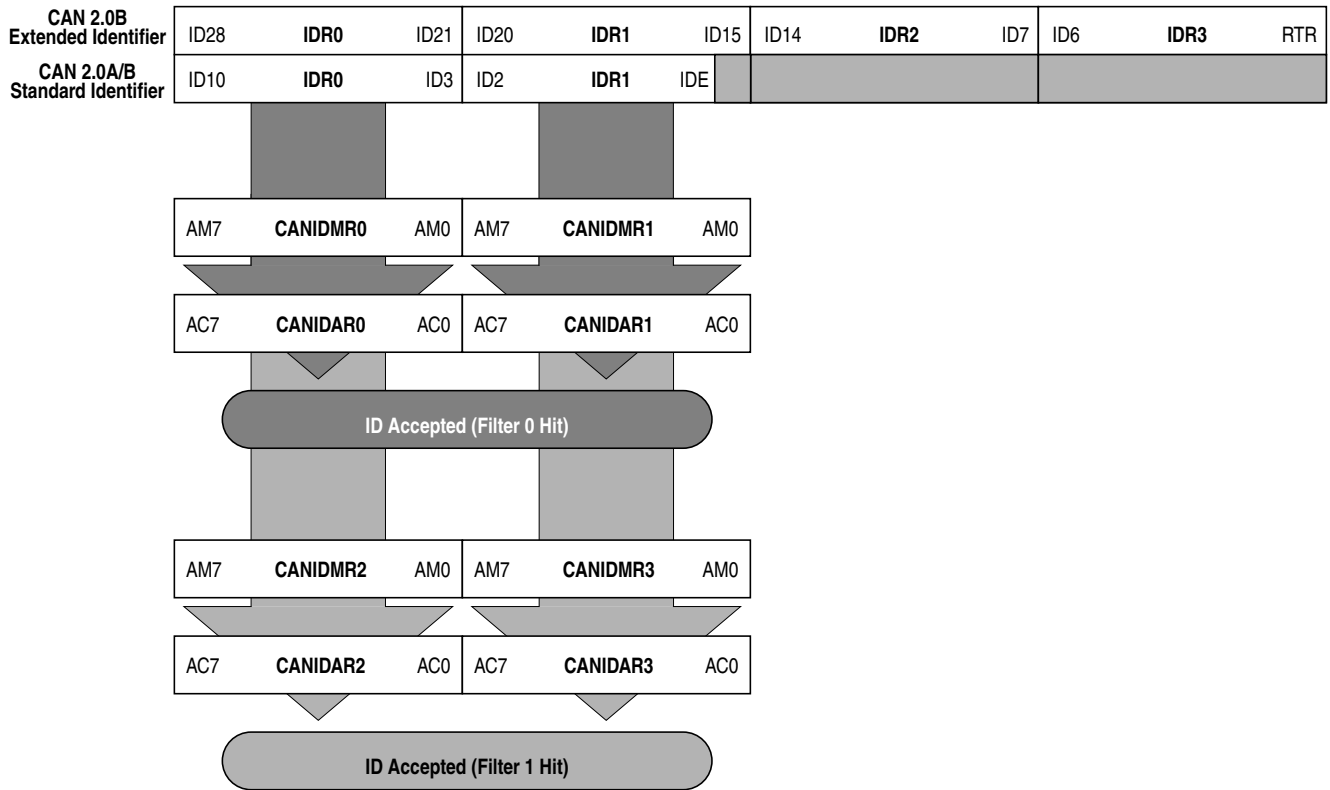 CAN 2.0B
Extended Identifier
ID28 IDR0 ID21 ID20 IDR1 ID15 ID14 IDR2 ID7 ID6 IDR3 RTR
CAN 2.0A/B
Standard Identifier
ID10 IDR0 ID3 ID2 IDR1 IDE
AM7 CANIDMR0 AM0 AM7 CANIDMR1 AM0
AC7 CANIDAR0 AC0 AC7 CANIDAR1 AC0
ID Accepted (Filter 0 Hit)
AM7 CANIDMR2 AM0 AM7 CANIDMR3 AM0
AC7 CANIDAR2 AC0 AC7 CANIDAR3 AC0
ID Accepted (Filter 1 Hit)